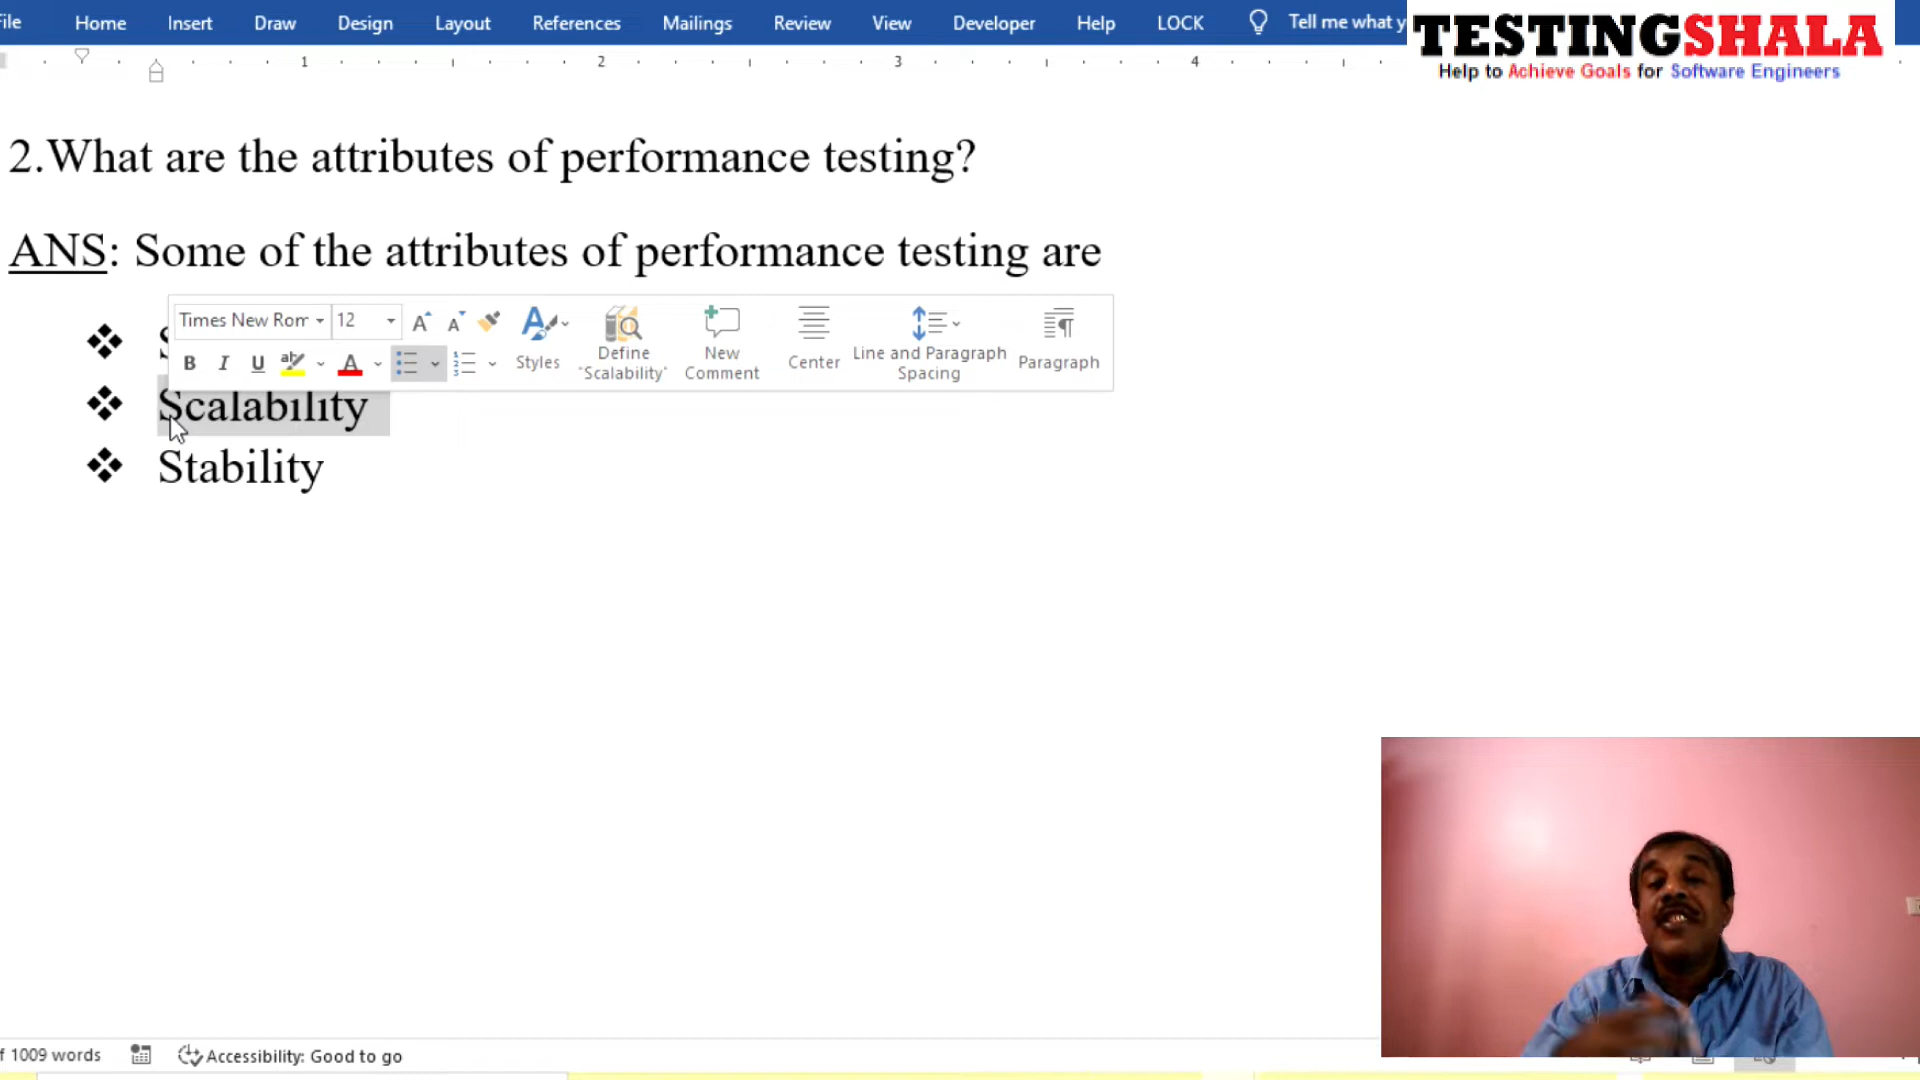 File Home Insert Draw Design Layout References Mailings Review View Developer Help LOCK Tell me what
TESTINGSHALA
Help to Achieve Goals for Software Engineers
1 2 3 4
2.What are the attributes of performance testing?
ANS: Some of the attributes of performance testing are
Times New Rom 12 A A A Styles Define "Scalability" New Comment Center Line and Paragraph Spacing Paragraph
B I U ab A
Scalability
Stability
f 1009 words Accessibility: Good to go